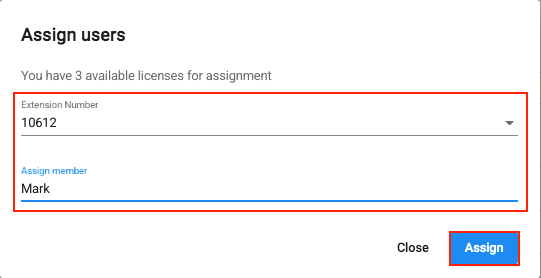 Assign users
You have 3 available licenses for assignment
Extension Number
10612
Assign member
Mark
Close
Assign